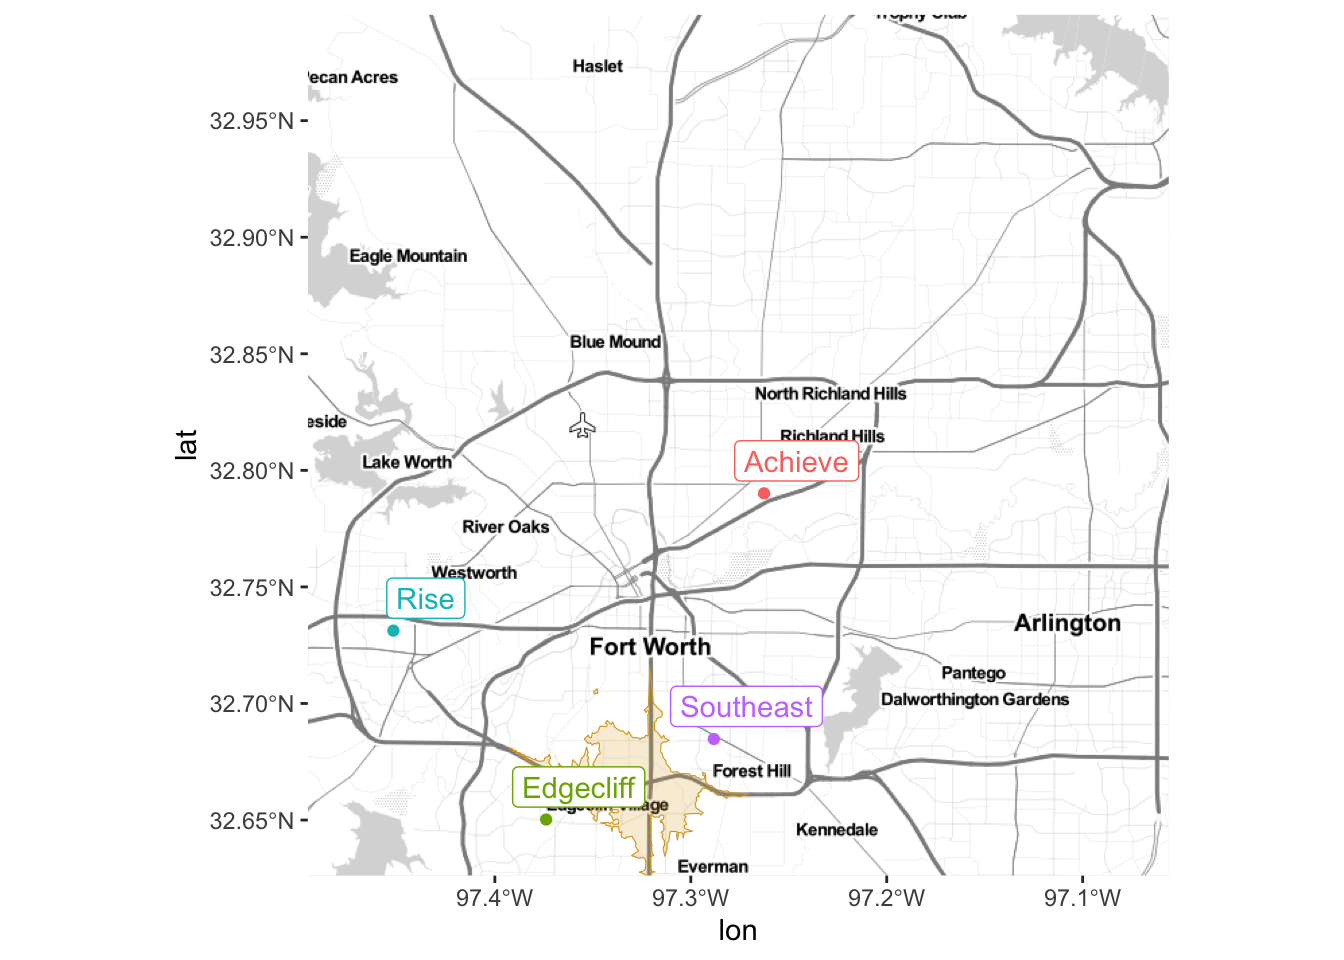 Trophy Club
Haslet
Pecan Acres
32.95°N
32.90°N
Eagle Mountain
32.85°N
Blue Mound
North Richland Hills
eside
Richland Hills
lat
Lake Worth
Achieve
32.80°N
River Oaks
Westworth
32.75°N
Rise
Arlington
Fort Worth
Pantego
Dalworthington Gardens
32.70°N
Southeast
Forest Hill
Edgecliff
Edgecliff Village
32.65°N
Kennedale
Everman
97.4°W 97.3°W 97.2°W 97.1°W
lon